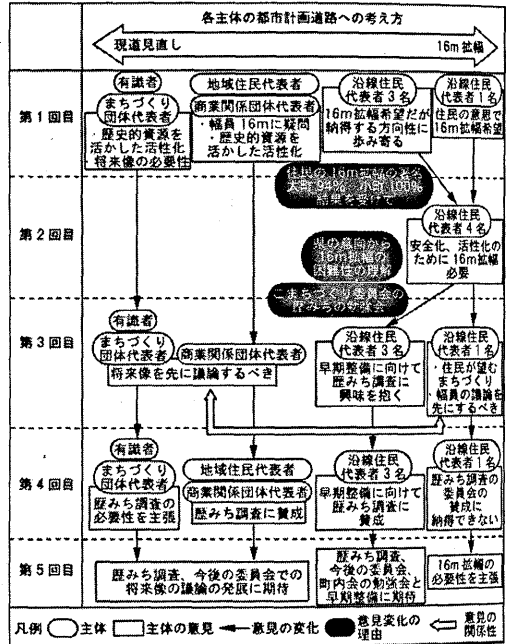 各主体の都市計画道路への考え方
現道見直し
16m拡幅
第1回目
有識者
まちづくり
団体代表者
・歴史的資源を
活かした活性化
将来像の必要性
地域住民代表者
商業関係団体代表者
・幅員16mに疑問
・歴史的資源を
活かした活性化
沿線住民
代表者3名
16m拡幅希望だが
納得する方向性に
歩み寄る
沿線住民
代表者1名
住民の意思で
16m拡幅希望
住民の16m拡幅の署名
大町94% 小町100%
結果を受けて
第2回目
沿線住民
代表者4名
安全化、活性化の
ために16m拡幅
必要
県の意向から
16m拡幅の
困難性の理解
まちづくり委員会の
歴みちの勉強会
第3回目
有識者
まちづくり
団体代表者
商業関係団体代表者
将来像を先に議論するべき
沿線住民
代表者3名
早期整備に向けて
歴みち調査に
興味を抱く
沿線住民
代表者1名
・住民が望む
まちづくり
・幅員の議論を
先にするべき
第4回目
有識者
まちづくり
団体代表者
歴みち調査の
必要性を主張
地域住民代表者
商業関係団体代表者
歴みち調査に賛成
沿線住民
代表者3名
早期整備に向けて
歴みち調査に
賛成
沿線住民
代表者1名
歴みち調査の
委員会の
賛成に
納得できない
第5回目
歴みち調査、今後の委員会での
将来像の議論の発展に期待
歴みち調査、
今後の委員会、
町内会の勉強会と
早期整備に期待
16m拡幅の
必要性を主張
凡例
主体
主体の意見
意見の変化
意見変化の
理由
意見の
関係性